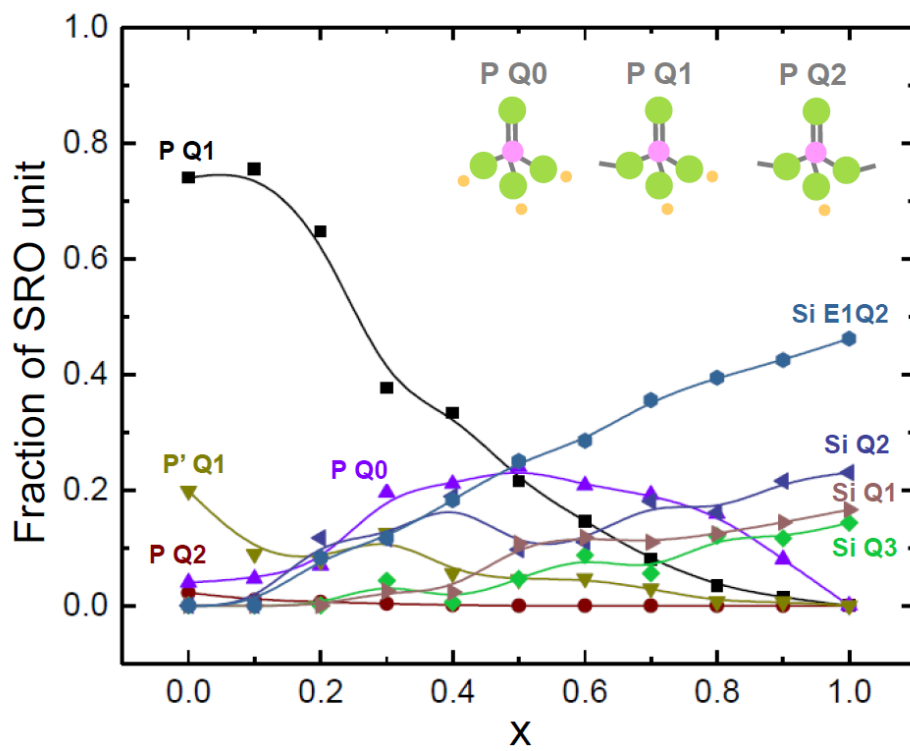 1.0
0.8
0.6
0.4
0.2
0.0
Fraction of SRO unit
P Q0 P Q1 P Q2
P Q1
Si E1Q2
P' Q1
P Q0
Si Q2
P Q2
Si Q1
Si Q3
0.0 0.2 0.4 0.6 0.8 1.0
X